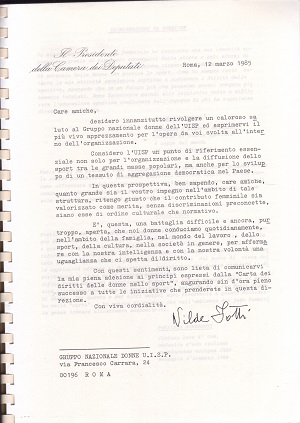 Il Presidente
della Camera dei Deputati
Roma, 12 marzo 1985
Care amiche,
desidero innanzitutto rivolgere un caloroso sa
luto al Gruppo nazionale donne dell'UISP ed esprimervi il
più vivo apprezzamento per l'opera da voi svolta all'inter
no dell'organizzazione.
Considero l'UISP un punto di riferimento essen-
ziale non solo per l'organizzazione e la diffusione dello
sport tra le grandi masse popolari, ma anche per lo svilup
po di un tessuto di aggregazione democratica nel Paese.
In questa prospettiva, ben sapendo, care amiche,
quanto grande sia il vostro impegno nell'ambito di tale
struttura, ritengo giusto che il contributo femminile sia
valorizzato come merita, senza discriminazioni preconcette,
siano esse di ordine culturale che normativo.
E', questa, una battaglia difficile e ancora, pur
troppo, aperta, che noi donne conduciamo quotidianamente,
nell'ambito della famiglia, nel mondo del lavoro, dello
sport, della cultura, nella società in genere, per afferma
re con la nostra intelligenza e con la nostra volontà una
uguaglianza che ci spetta di diritto.
Con questi sentimenti, sono lieta di comunicarvi
la mia piena adesione ai principi espressi della "Carta dei
diritti delle donne nello sport", augurando sin d'ora pieno
successo a tutte le iniziative che prenderete in questa di-
rezione.
Con viva cordialità.
Nilde Jotti
GRUPPO NAZIONALE DONNE U.I.S.P.
via Francesco Carrara, 24
00196 R O M A